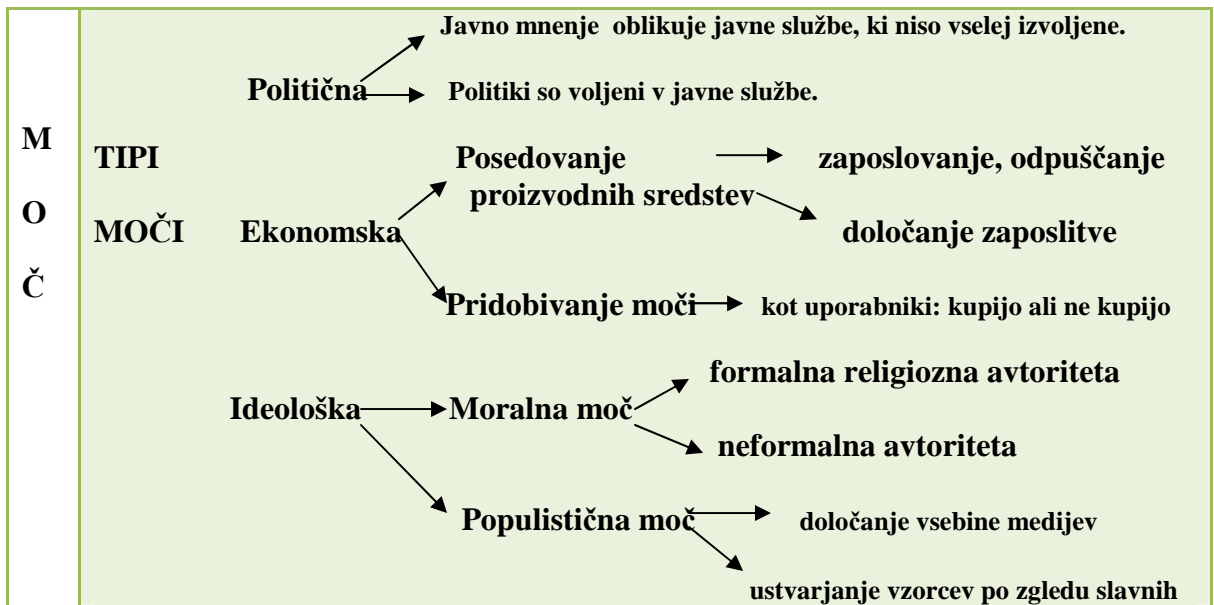 Javno mnenje oblikuje javne službe, ki niso vselej izvoljene.
Politična
Politiki so voljeni v javne službe.
M
O
Č
TIPI
MOČI
Posedovanje
proizvodnih sredstev
zaposlovanje, odpuščanje
Ekonomska
določanje zaposlitve
Pridobivanje moči
kot uporabniki: kupijo ali ne kupijo
formalna religiozna avtoriteta
Ideološka
Moralna moč
neformalna avtoriteta
Populistična moč
določanje vsebine medijev
ustvarjanje vzorcev po zgledu slavnih